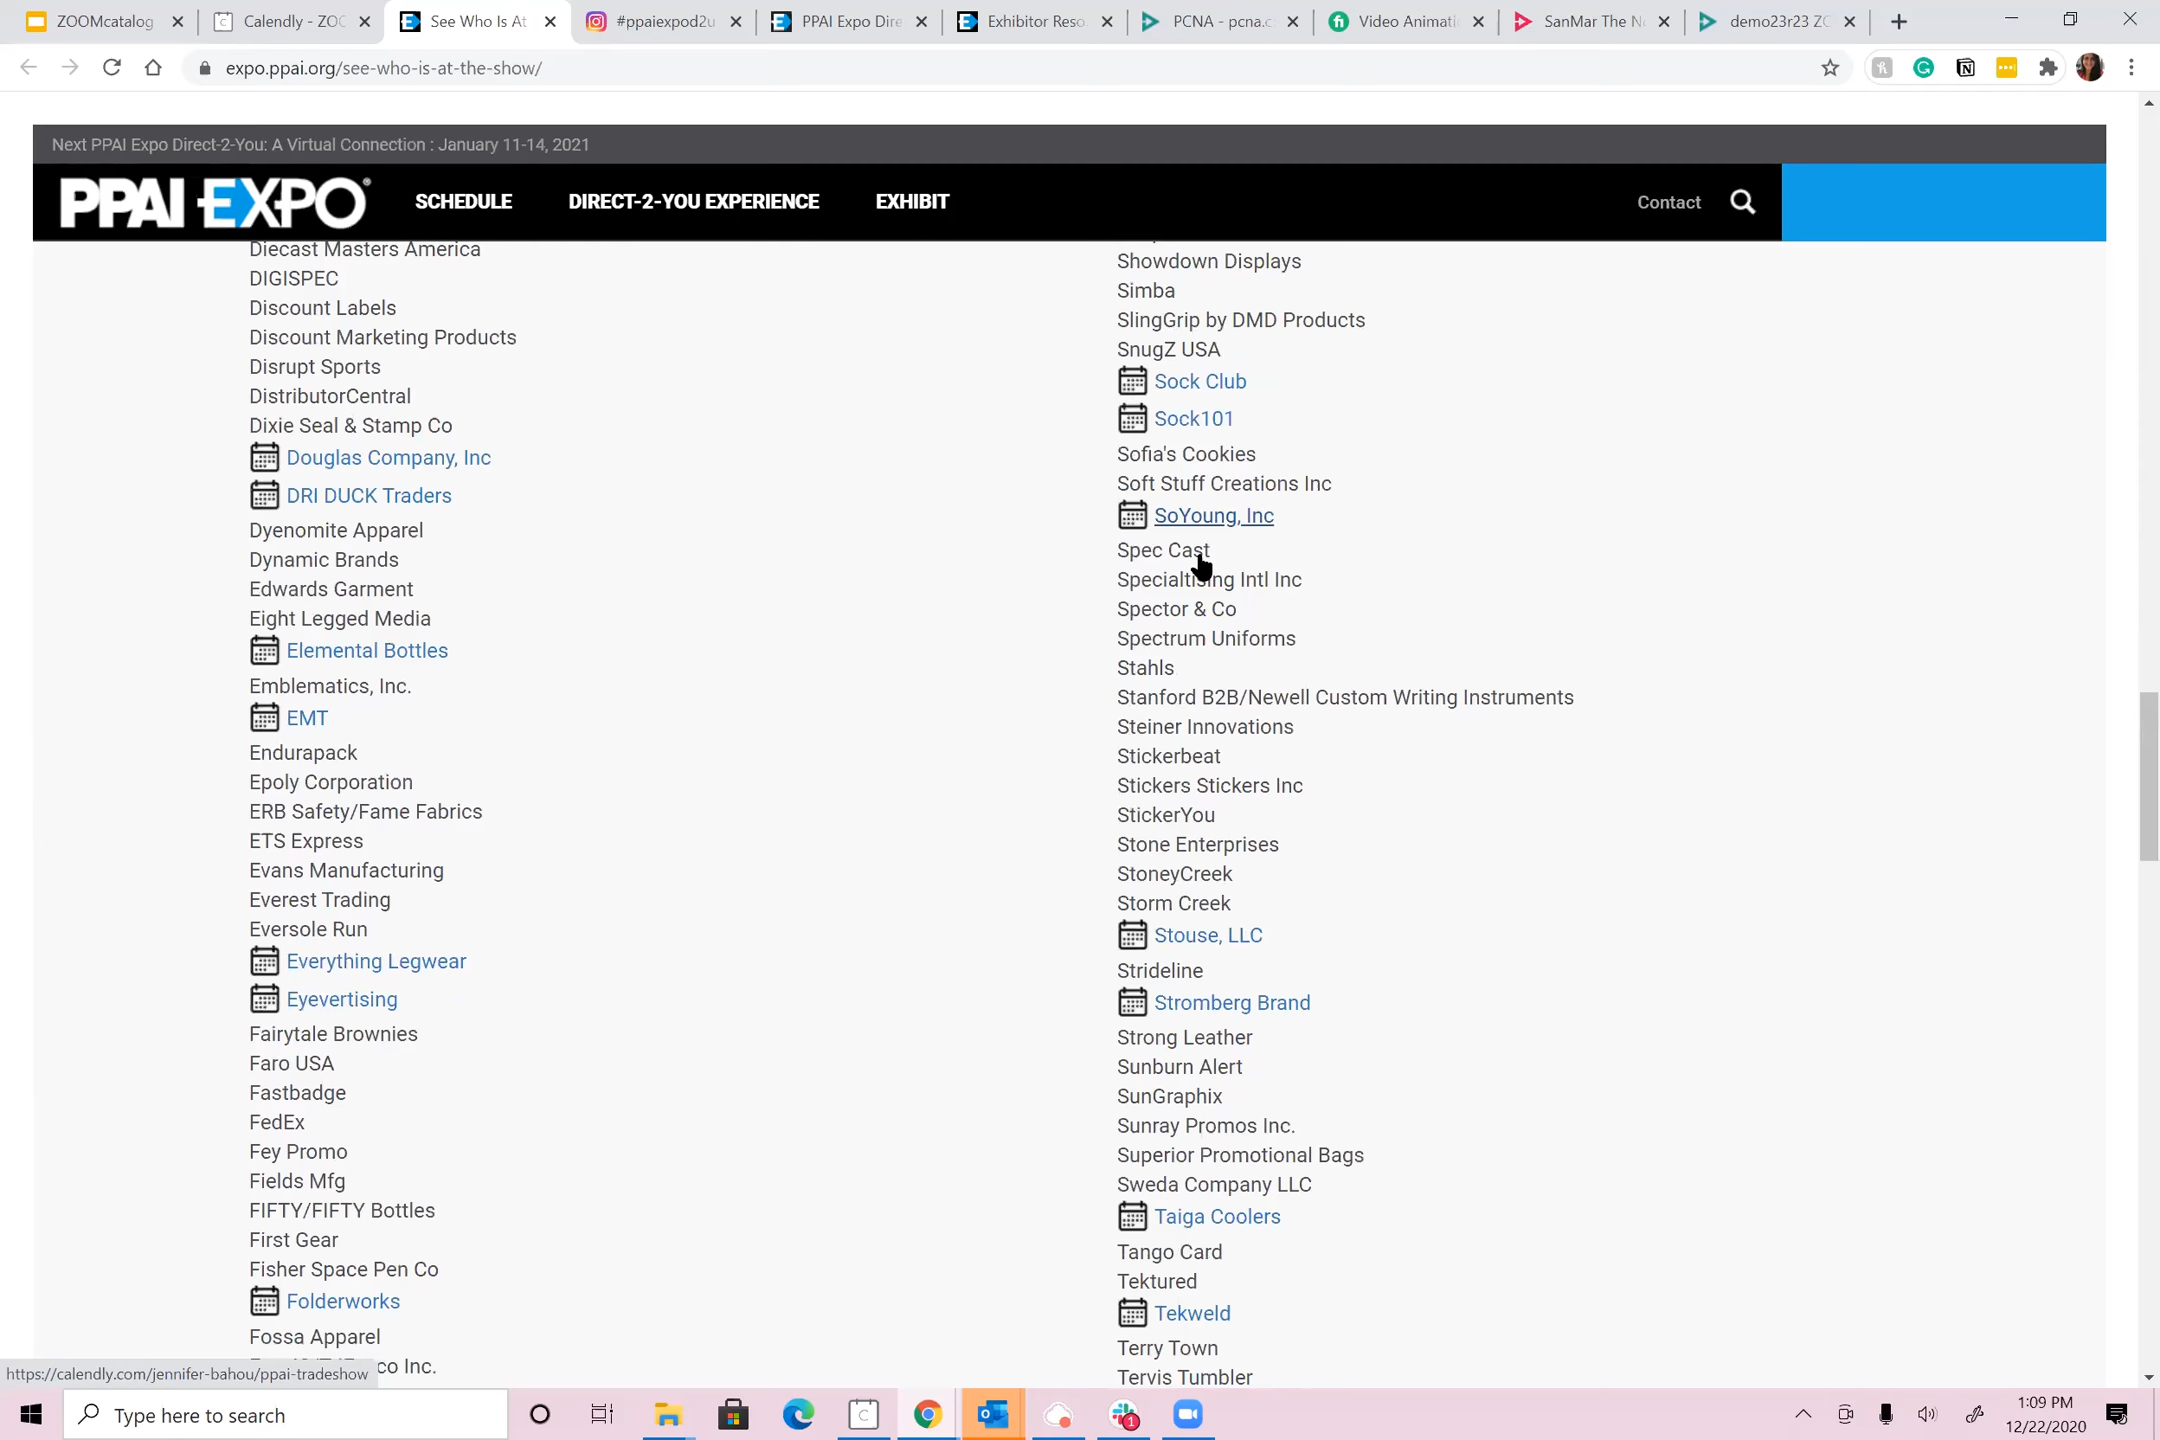 ZOOMcatalog
Calendly - ZOC
See Who Is At
#ppaiexpod2u
PPAI Expo Dire
Exhibitor Reso
PCNA - pcna.c
Video Animati
SanMar The N
demo23r23 ZO
expo.ppai.org/see-who-is-at-the-show/
Next PPAI Expo Direct-2-You: A Virtual Connection : January 11-14, 2021
PPAI EXPO
SCHEDULE
DIRECT-2-YOU EXPERIENCE
EXHIBIT
Contact
Diecast Masters America
DIGISPEC
Discount Labels
Discount Marketing Products
Disrupt Sports
DistributorCentral
Dixie Seal & Stamp Co
Douglas Company, Inc
DRI DUCK Traders
Dyenomite Apparel
Dynamic Brands
Edwards Garment
Eight Legged Media
Elemental Bottles
Emblematics, Inc.
EMT
Endurapack
Epoly Corporation
ERB Safety/Fame Fabrics
ETS Express
Evans Manufacturing
Everest Trading
Eversole Run
Everything Legwear
Eyevertising
Fairytale Brownies
Faro USA
Fastbadge
FedEx
Fey Promo
Fields Mfg
FIFTY/FIFTY Bottles
First Gear
Fisher Space Pen Co
Folderworks
Fossa Apparel
co Inc.
Showdown Displays
Simba
SlingGrip by DMD Products
SnugZ USA
Sock Club
Sock101
Sofia's Cookies
Soft Stuff Creations Inc
SoYoung, Inc
Spec Cast
Specialtising Intl Inc
Spector & Co
Spectrum Uniforms
Stahls
Stanford B2B/Newell Custom Writing Instruments
Steiner Innovations
Stickerbeat
Stickers Stickers Inc
StickerYou
Stone Enterprises
StoneyCreek
Storm Creek
Stouse, LLC
Strideline
Stromberg Brand
Strong Leather
Sunburn Alert
SunGraphix
Sunray Promos Inc.
Superior Promotional Bags
Sweda Company LLC
Taiga Coolers
Tango Card
Tektured
Tekweld
Terry Town
Tervis Tumbler
https://calendly.com/jennifer-bahou/ppai-tradeshow
Type here to search
1
1:09 PM
12/22/2020